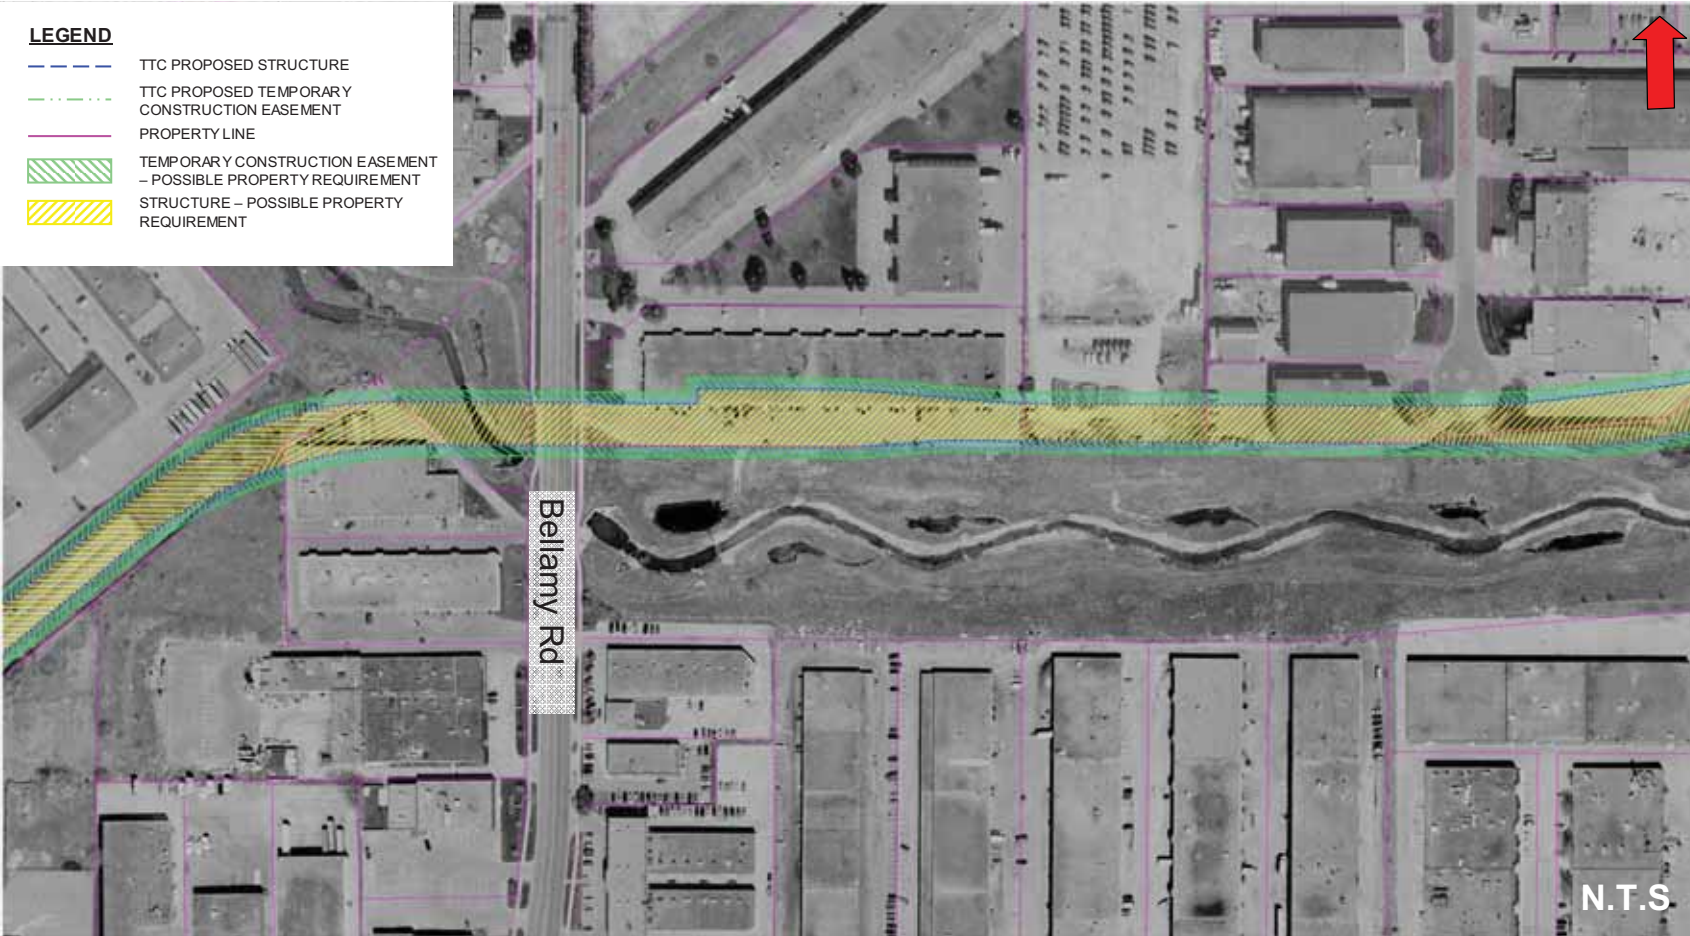 LEGEND
TTC PROPOSED STRUCTURE
TTC PROPOSED TEMPORARY
CONSTRUCTION EASEMENT
PROPERTY LINE
TEMPORARY CONSTRUCTION EASEMENT
– POSSIBLE PROPERTY REQUIREMENT
STRUCTURE – POSSIBLE PROPERTY
REQUIREMENT
Bellamy Rd
N.T.S